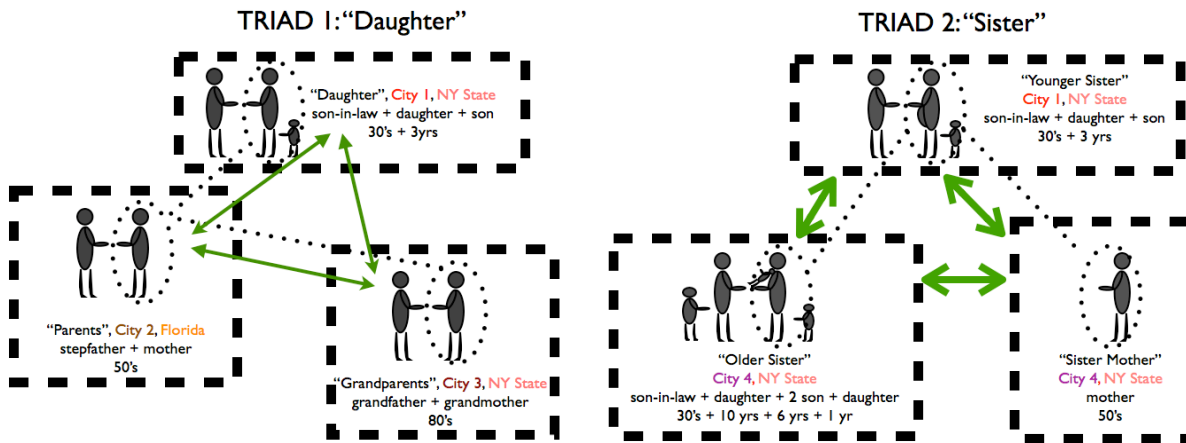 TRIAD 1:“Daughter”
“Daughter”, City 1, NY State
son-in-law + daughter + son
30's + 3yrs
“Parents”, City 2, Florida
stepfather + mother
50's
“Grandparents”, City 3, NY State
grandfather + grandmother
80's
TRIAD 2:“Sister”
“Younger Sister”
City 1, NY State
son-in-law + daughter + son
30's + 3 yrs
“Older Sister”
City 4, NY State
son-in-law + daughter + 2 son + daughter
30's + 10 yrs + 6 yrs + 1 yr
“Sister Mother”
City 4, NY State
mother
50's